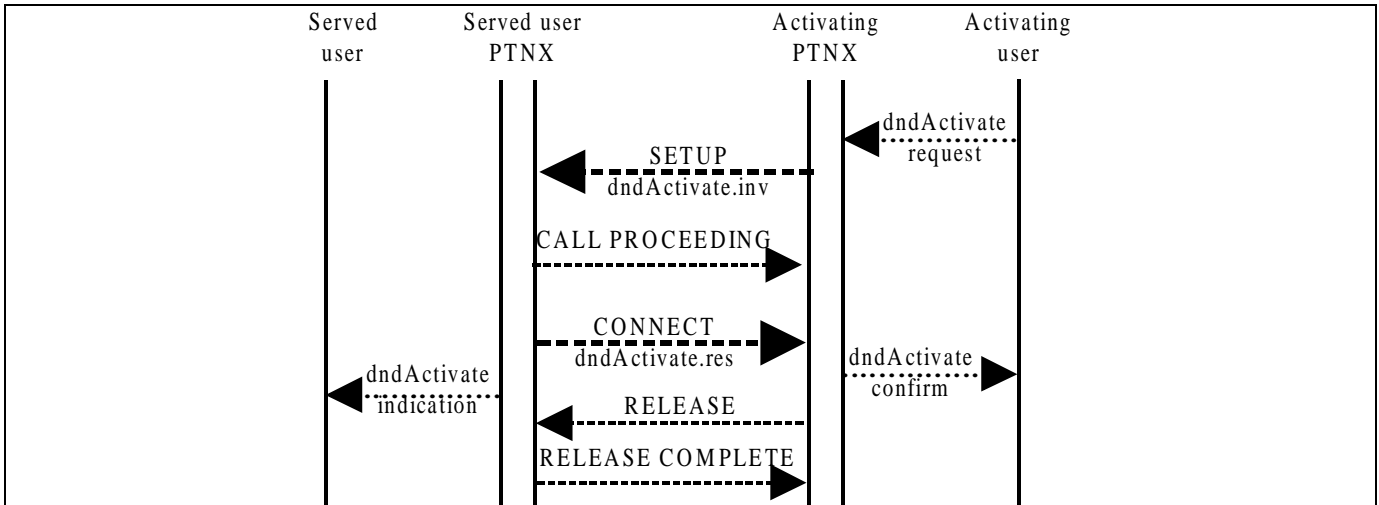 Served user
Served user PTNX
Activating PTNX
Activating user
dndActivate
request
SETUP
dndActivate.inv
CALL PROCEEDING
CONNECT
dndActivate.res
dndActivate
confirm
dndActivate
indication
RELEASE
RELEASE COMPLETE